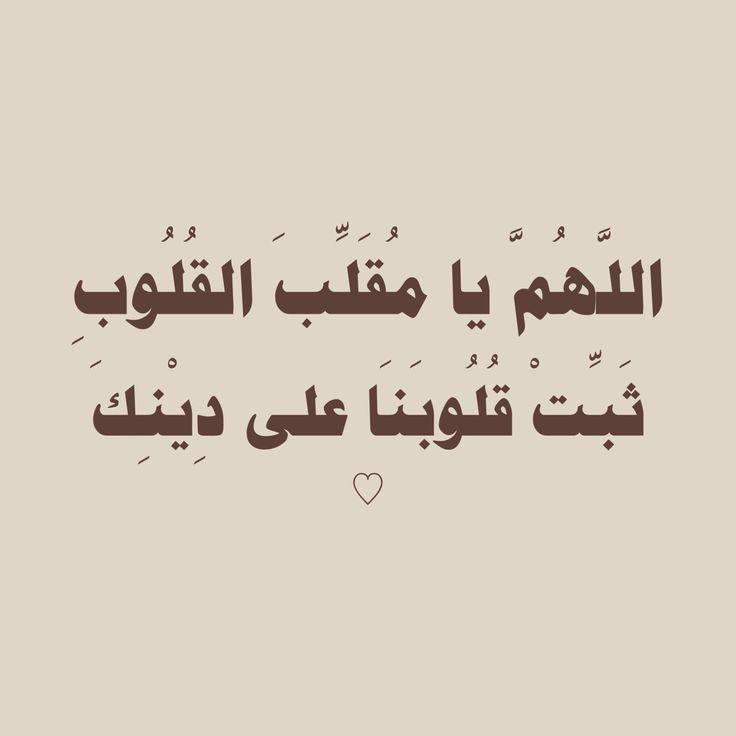 اللَّهُمَّ يا مُقَلِّبَ القُلُوبِ
ثَبِّتْ قُلُوبَنَا على دِيْنِكَ
♡